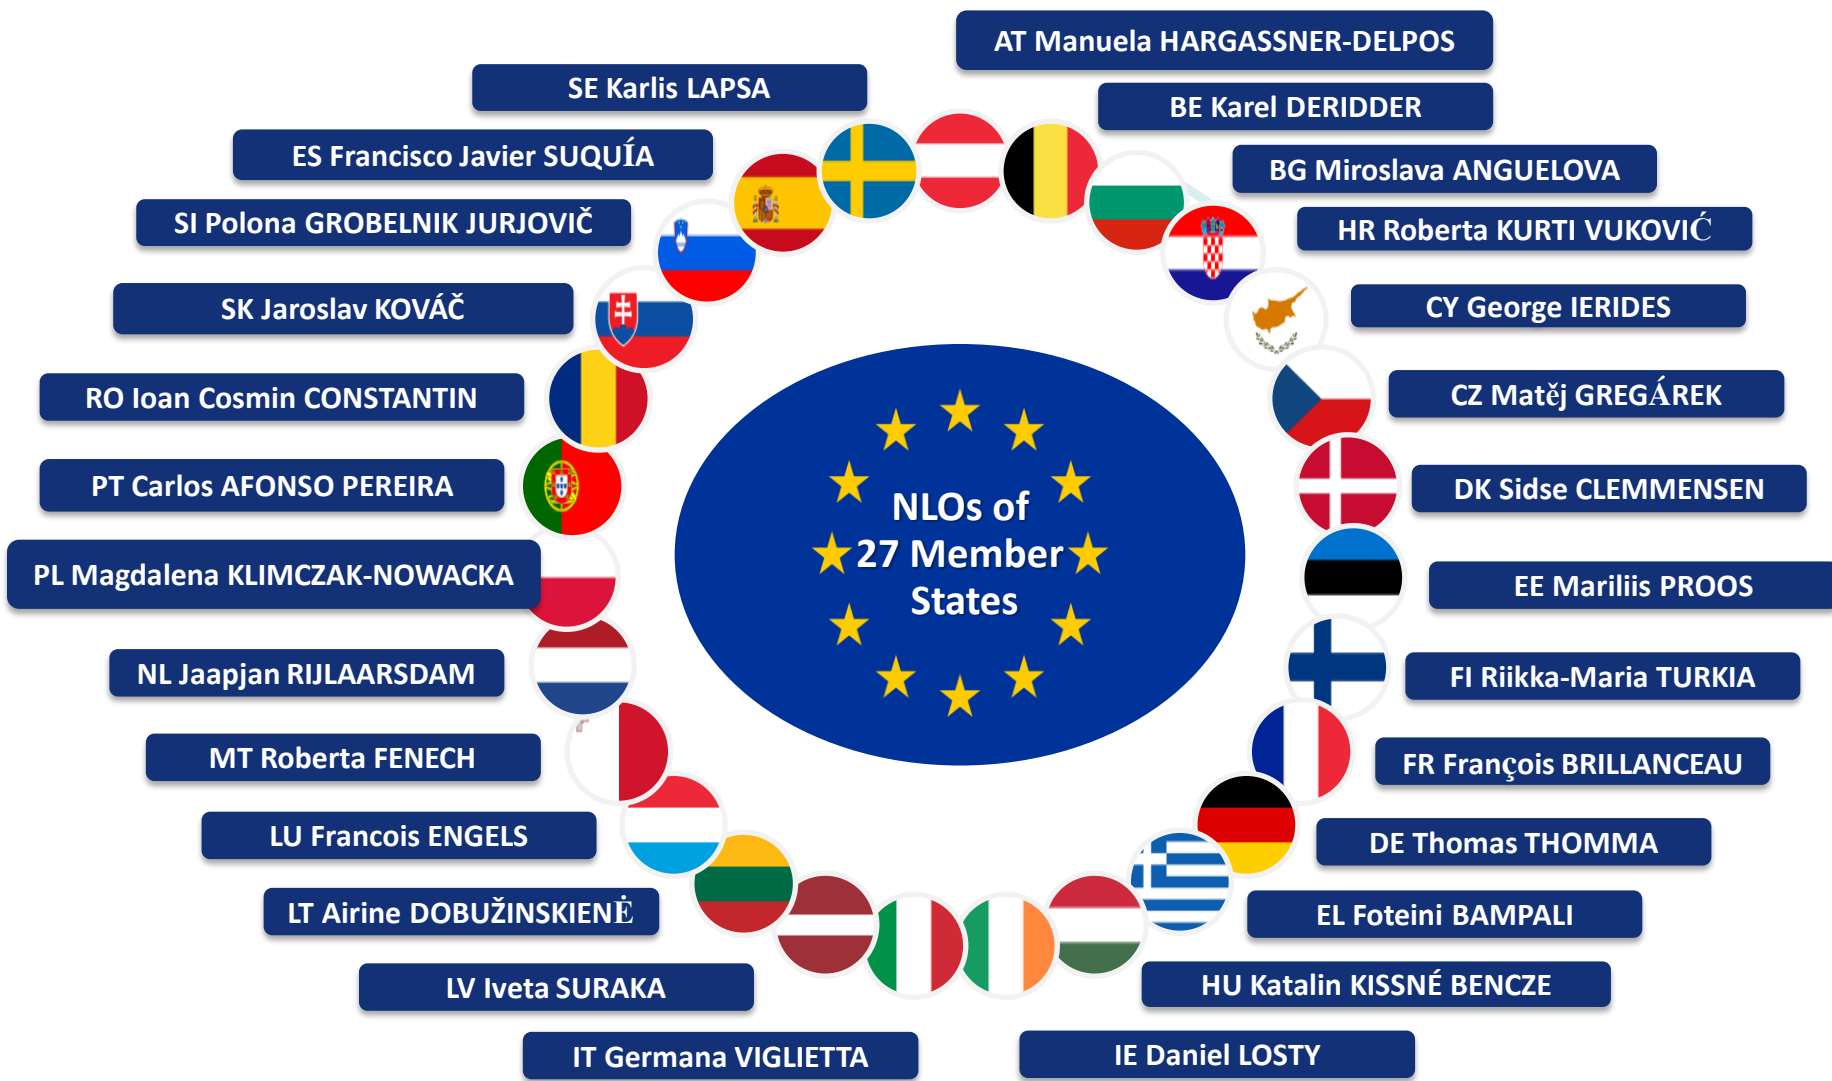 AT Manuela HARGASSNER-DELPOS
BE Karel DERIDDER
BG Miroslava ANGUELOVA
HR Roberta KURTI VUKOVIĆ
CY George IERIDES
CZ Matěj GREGÁREK
DK Sidse CLEMMENSEN
EE Mariliis PROOS
FI Riikka-Maria TURKIA
FR François BRILLANCEAU
DE Thomas THOMMA
EL Foteini BAMPALI
HU Katalin KISSNÉ BENCZE
IE Daniel LOSTY
IT Germana VIGLIETTA
LV Iveta SURAKA
LT Airine DOBUŽINSKIENĖ
LU Francois ENGELS
MT Roberta FENECH
NL Jaapjan RIJLAARSDAM
PL Magdalena KLIMCZAK-NOWACKA
PT Carlos AFONSO PEREIRA
RO Ioan Cosmin CONSTANTIN
SK Jaroslav KOVÁČ
SI Polona GROBELNIK JURJOVIČ
ES Francisco Javier SUQUÍA
SE Karlis LAPSA
NLOs of
27 Member
States